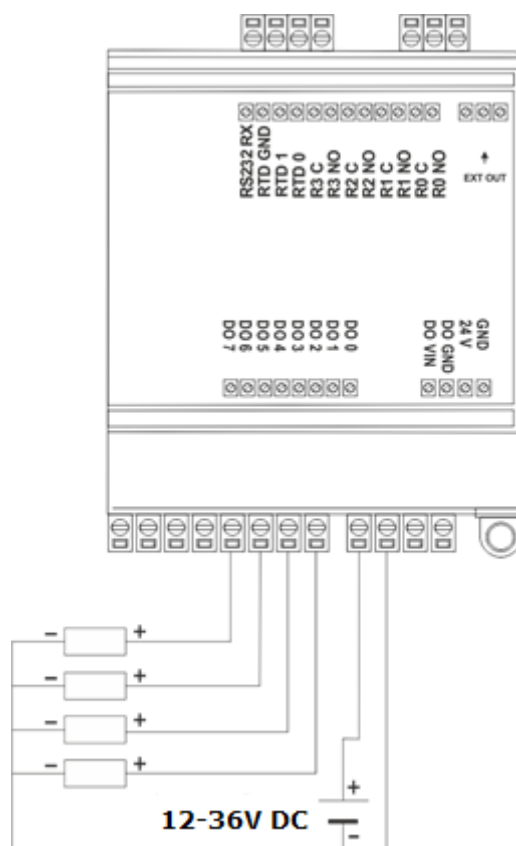 RS232 RX
RTD GND
RTD 1
RTD 0
R3 C
R3 NO
R2 C
R2 NO
R1 C
R1 NO
R0 C
R0 NO
EXT OUT
DO 7
DO 6
DO 5
DO 4
DO 3
DO 2
DO 1
DO 0
DO VIN
DO GND
24 V
GND
- +
- +
- +
- +
+
12-36V DC
-